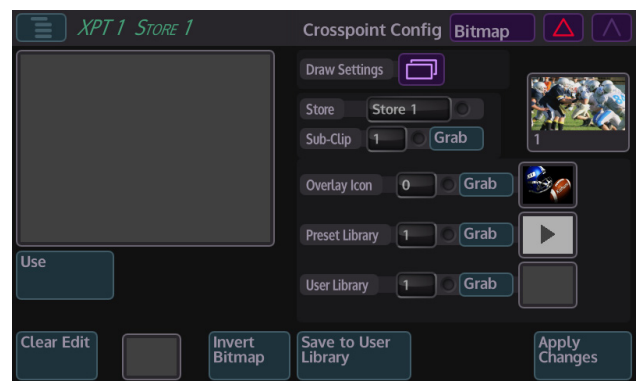 XPT 1 STORE 1
Crosspoint Config
Bitmap
Draw Settings
Store
Store 1
Sub-Clip
1
Grab
1
Overlay Icon
0
Grab
Preset Library
1
Grab
Use
User Library
1
Grab
Clear Edit
Invert
Bitmap
Save to User
Library
Apply
Changes